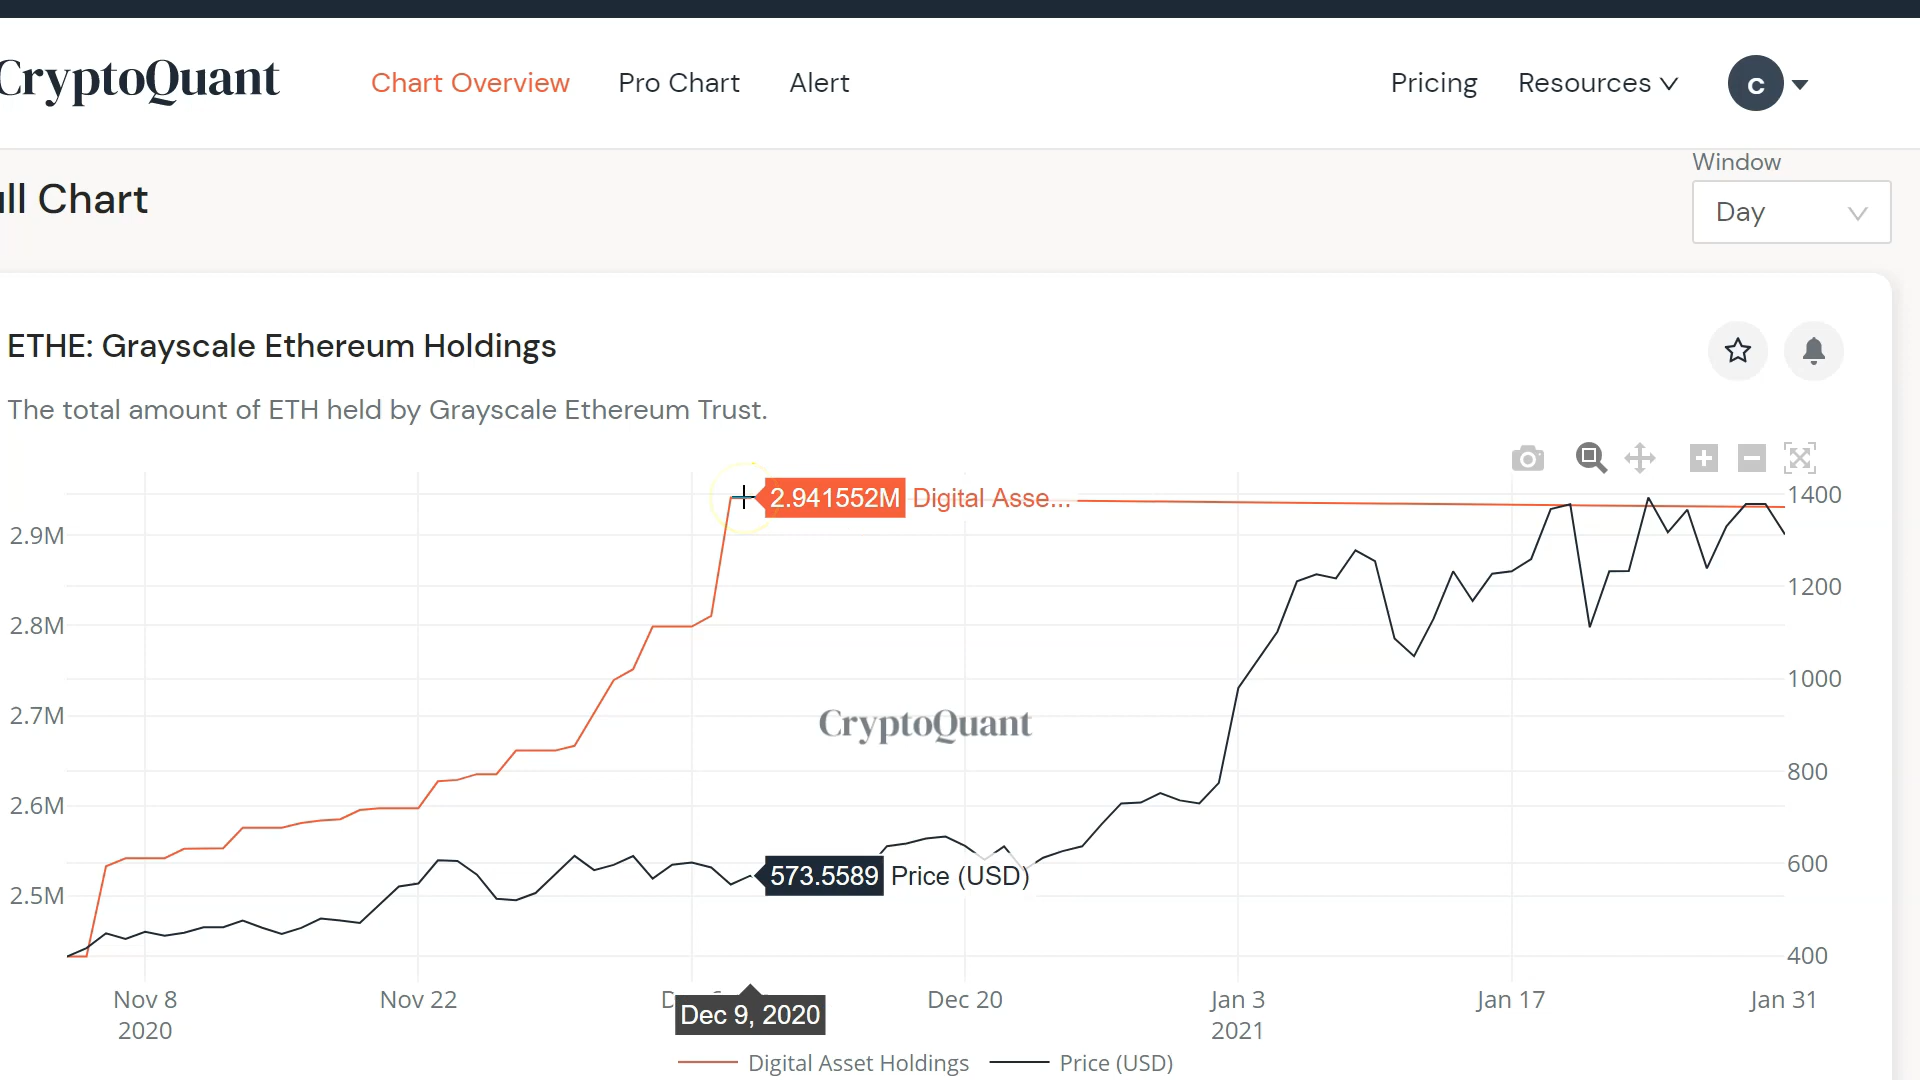 CryptoQuant
Chart Overview
Pro Chart
Alert
Pricing
Resources
c
ll Chart
Window
Day
ETHE: Grayscale Ethereum Holdings
The total amount of ETH held by Grayscale Ethereum Trust.
2.941552M Digital Asse...
1400
2.9M
1200
2.8M
1000
2.7M
CryptoQuant
800
2.6M
573.5589 Price (USD)
600
2.5M
400
Nov 8
2020
Nov 22
Dec 9, 2020
Dec 20
Jan 3
2021
Jan 17
Jan 31
Digital Asset Holdings
Price (USD)